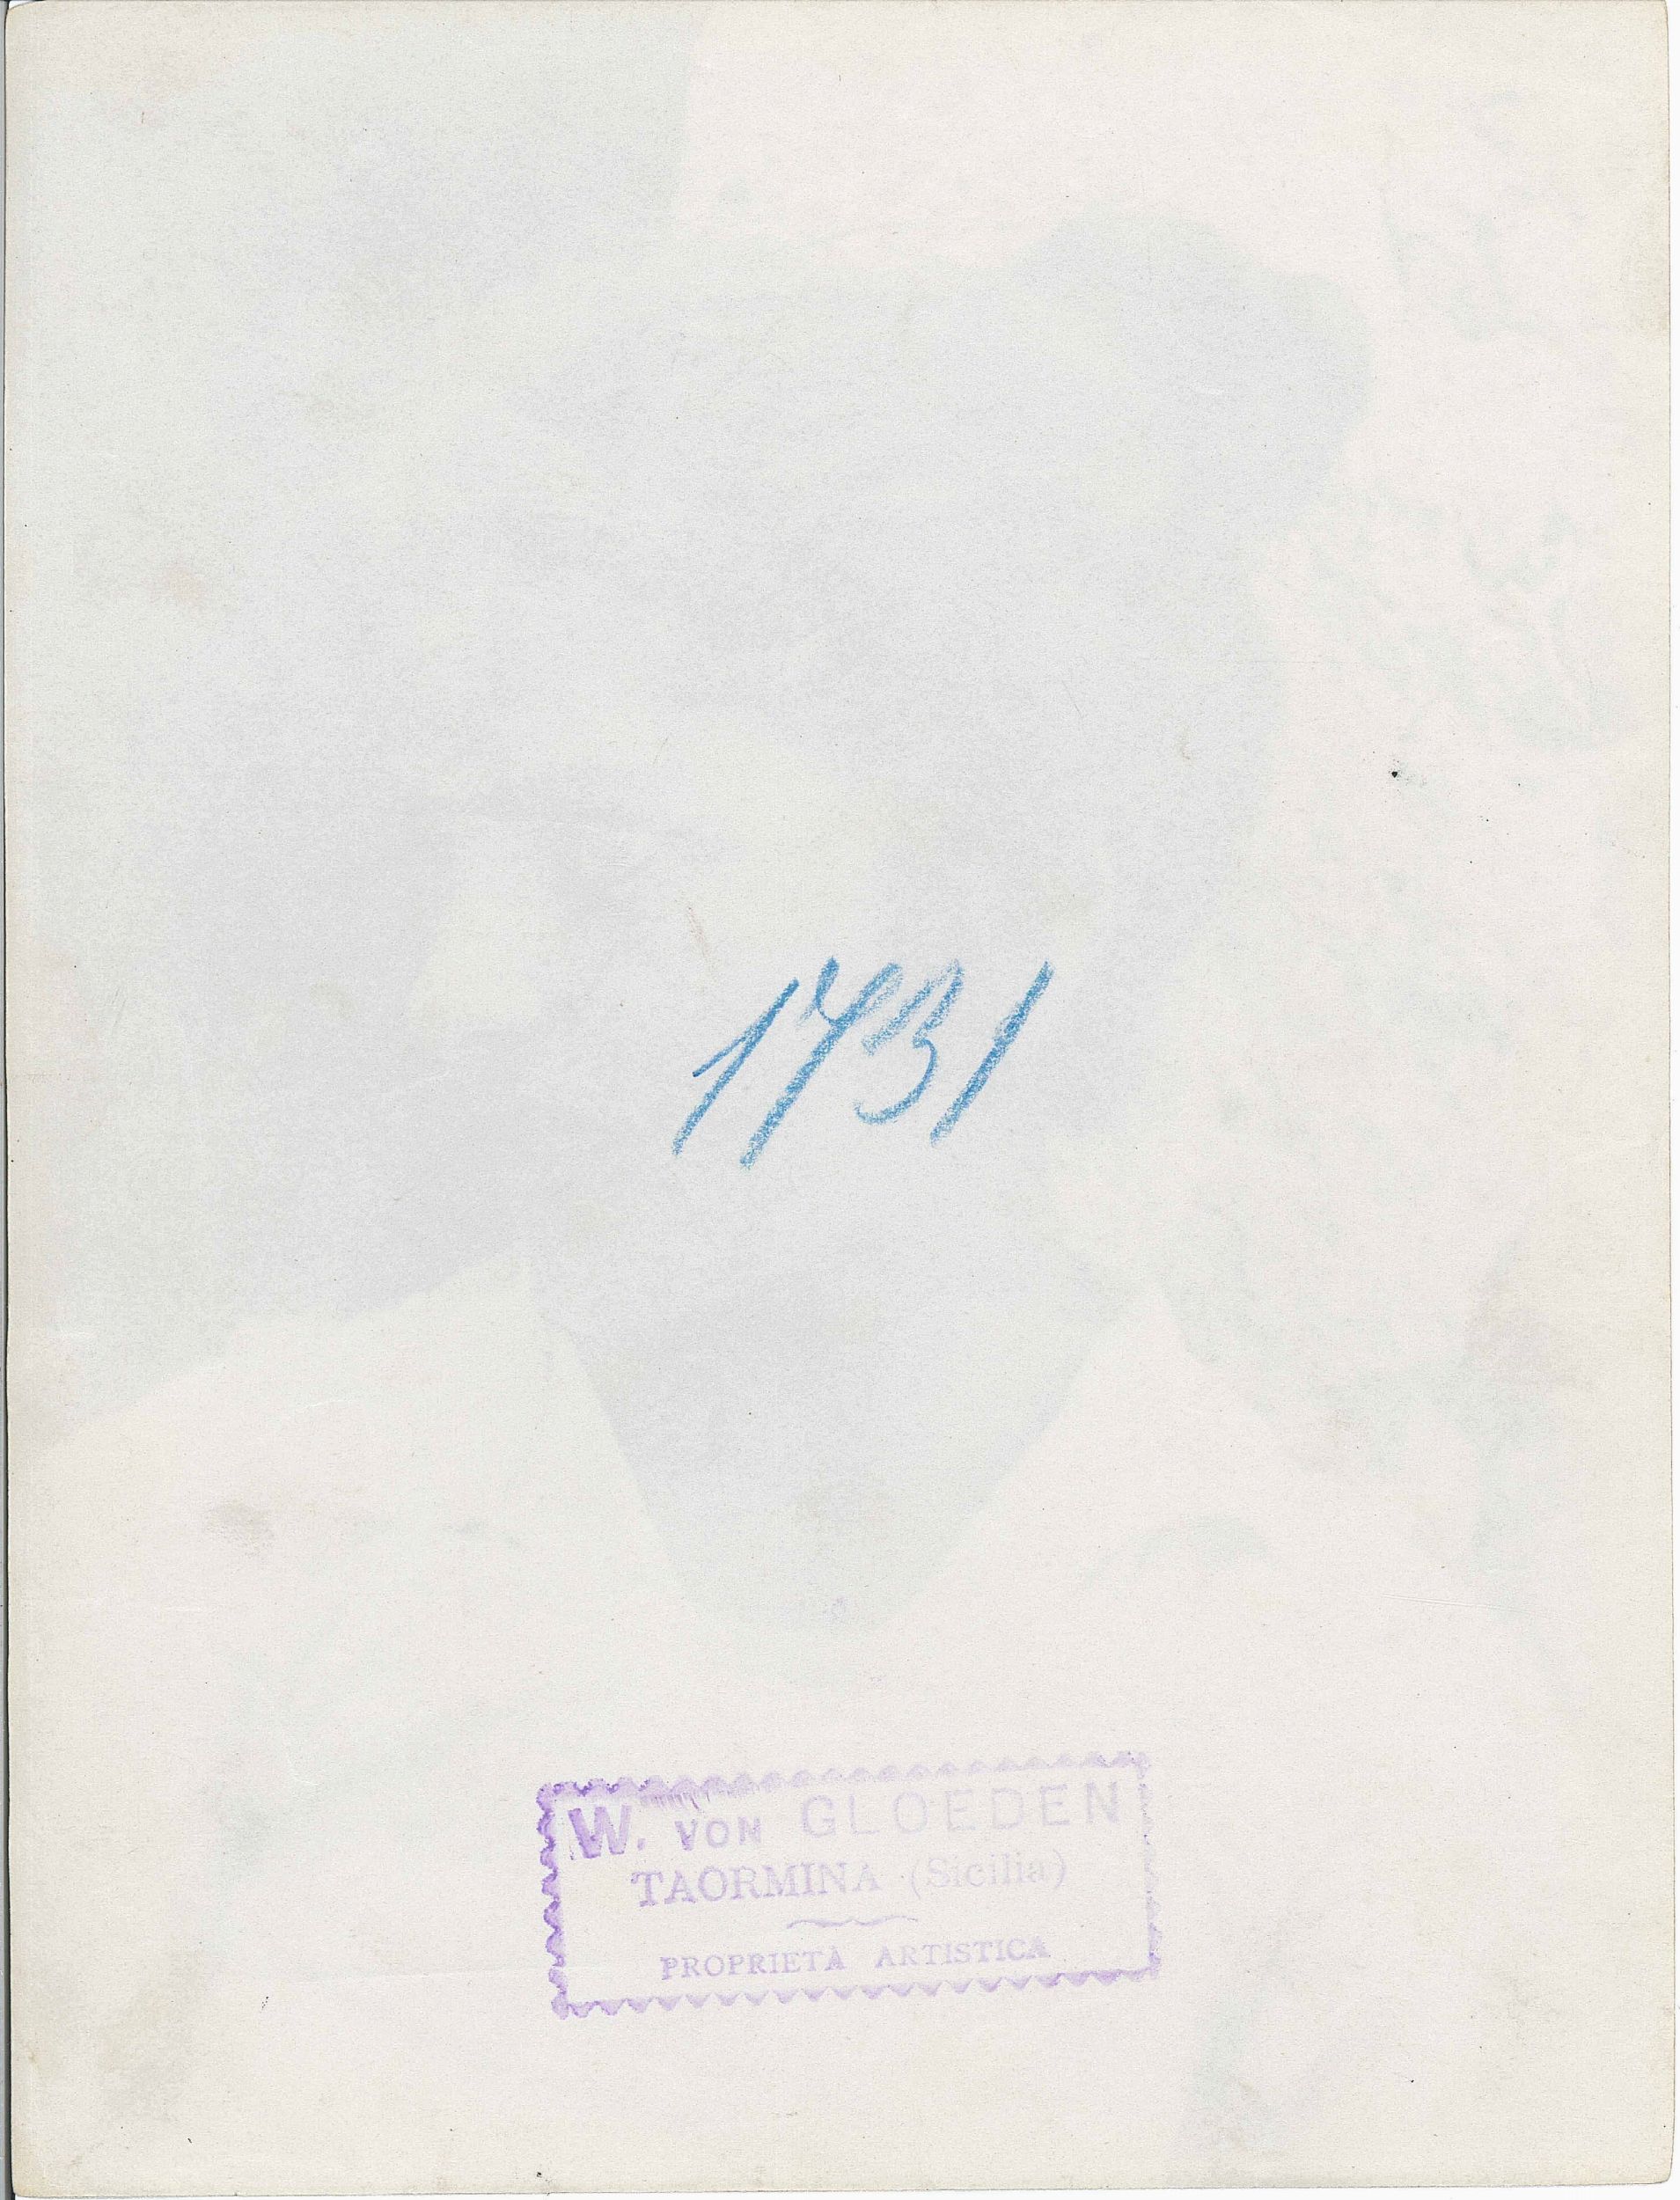 1731
W. VON GLOEDEN
TAORMINA (Sicilia)
PROPRIETÀ ARTISTICA